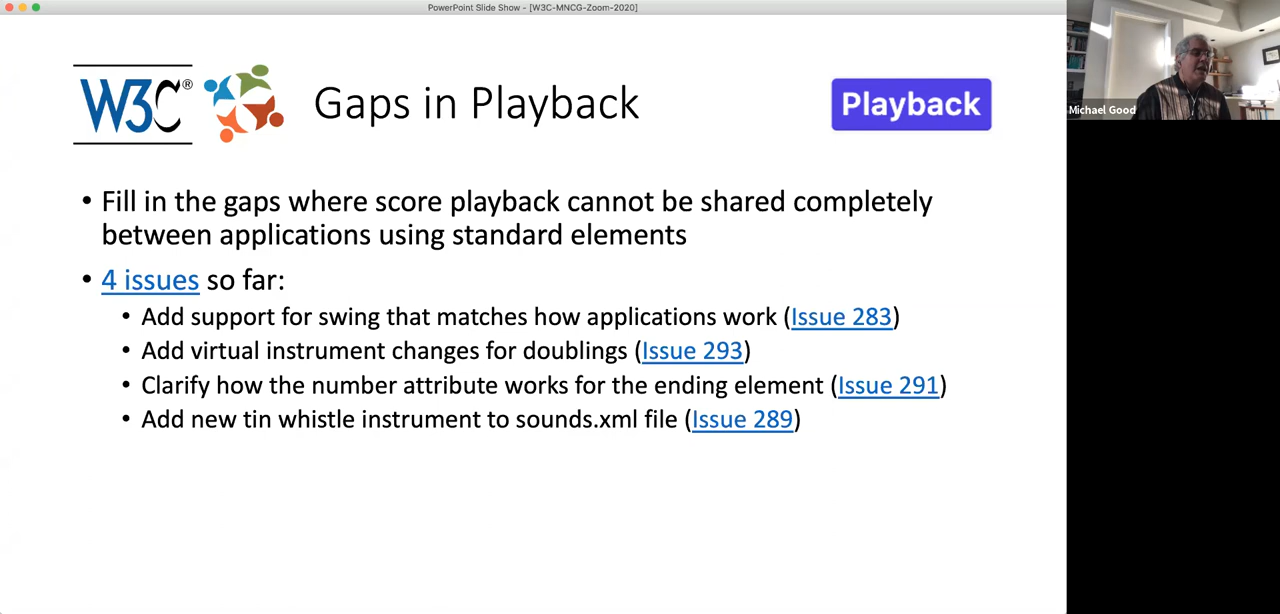 PowerPoint Slide Show - [W3C-MNCG-Zoom-2020]
W3C®
Gaps in Playback
Playback
Michael Good
• Fill in the gaps where score playback cannot be shared completely
between applications using standard elements
• 4 issues so far:
• Add support for swing that matches how applications work (Issue 283)
• Add virtual instrument changes for doublings (Issue 293)
• Clarify how the number attribute works for the ending element (Issue 291)
• Add new tin whistle instrument to sounds.xml file (Issue 289)